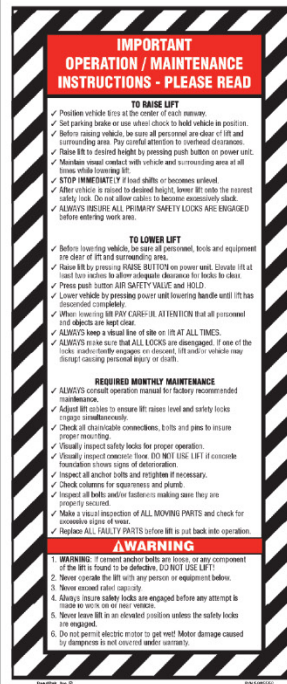 IMPORTANT
OPERATION / MAINTENANCE
INSTRUCTIONS - PLEASE READ
TO RAISE LIFT
✓ Position vehicle tires at the center of each runway.
✓ Set parking brake or use wheel chock to hold vehicle in position.
✓ Before raising vehicle, be sure all personnel are clear of lift and
surrounding area. Pay careful attention to overhead clearances.
✓ Raise lift to desired height by pressing push button on power unit.
✓ Maintain visual contact with vehicle and surrounding area at all
times while lowering lift.
✓ STOP IMMEDIATELY if load shifts or becomes unlevel.
✓ After vehicle is raised to desired height, lower lift onto the nearest
safety lock. Do not allow cables to become excessively slack.
✓ ALWAYS INSURE ALL PRIMARY SAFETY LOCKS ARE ENGAGED
before entering work area.
TO LOWER LIFT
✓ Before lowering vehicle, be sure all personnel, tools and equipment
are clear of lift and surrounding area.
✓ Raise lift by pressing RAISE BUTTON on power unit. Elevate lift at
least two inches to allow adequate clearance for locks to clear.
✓ Press push button AIR SAFETY VALVE and HOLD.
✓ Lower vehicle by pressing power unit lowering handle until lift has
descended completely.
✓ When lowering lift PAY CAREFUL ATTENTION that all personnel
and objects are kept clear.
✓ ALWAYS keep a visual line of site on lift AT ALL TIMES.
✓ ALWAYS make sure that ALL LOCKS are disengaged. If one of the
locks inadvertently engages on descent, lift and/or vehicle may
disrupt causing personal injury or death.
REQUIRED MONTHLY MAINTENANCE
✓ ALWAYS consult operation manual for factory recommended
maintenance.
✓ Adjust lift cables to ensure lift raises level and safety locks
engage simultaneously.
✓ Check all chain/cable connections, bolts and pins to insure
proper mounting.
✓ Visually inspect safety locks for proper operation.
✓ Visually inspect concrete floor. DO NOT USE LIFT if concrete
foundation shows signs of deterioration.
✓ Inspect all anchor bolts and retighten if necessary.
✓ Check columns for squareness and plumb.
✓ Inspect all bolts and/or fasteners making sure they are
properly secured.
✓ Make a visual inspection of ALL MOVING PARTS and check for
excessive signs of wear.
✓ Replace ALL FAULTY PARTS before lift is put back into operation.
⚠WARNING
1. WARNING: If cement anchor bolts are loose, or any component
of the lift is found to be defective, DO NOT USE LIFT!
2. Never operate the lift with any person or equipment below.
3. Never exceed rated capacity.
4. Always insure safety locks are engaged before any attempt is
made to work on or near vehicle.
5. Never leave lift in an elevated position unless the safety locks
are engaged.
6. Do not permit electric motor to get wet! Motor damage caused
by dampness is not covered under warranty.